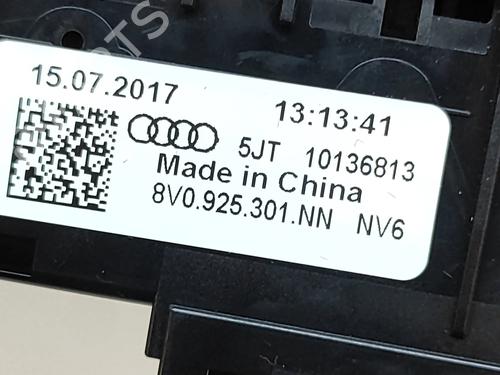 15.07.2017 13:13:41
5JT 10136813
Made in China
8V0.925.301.NN NV6